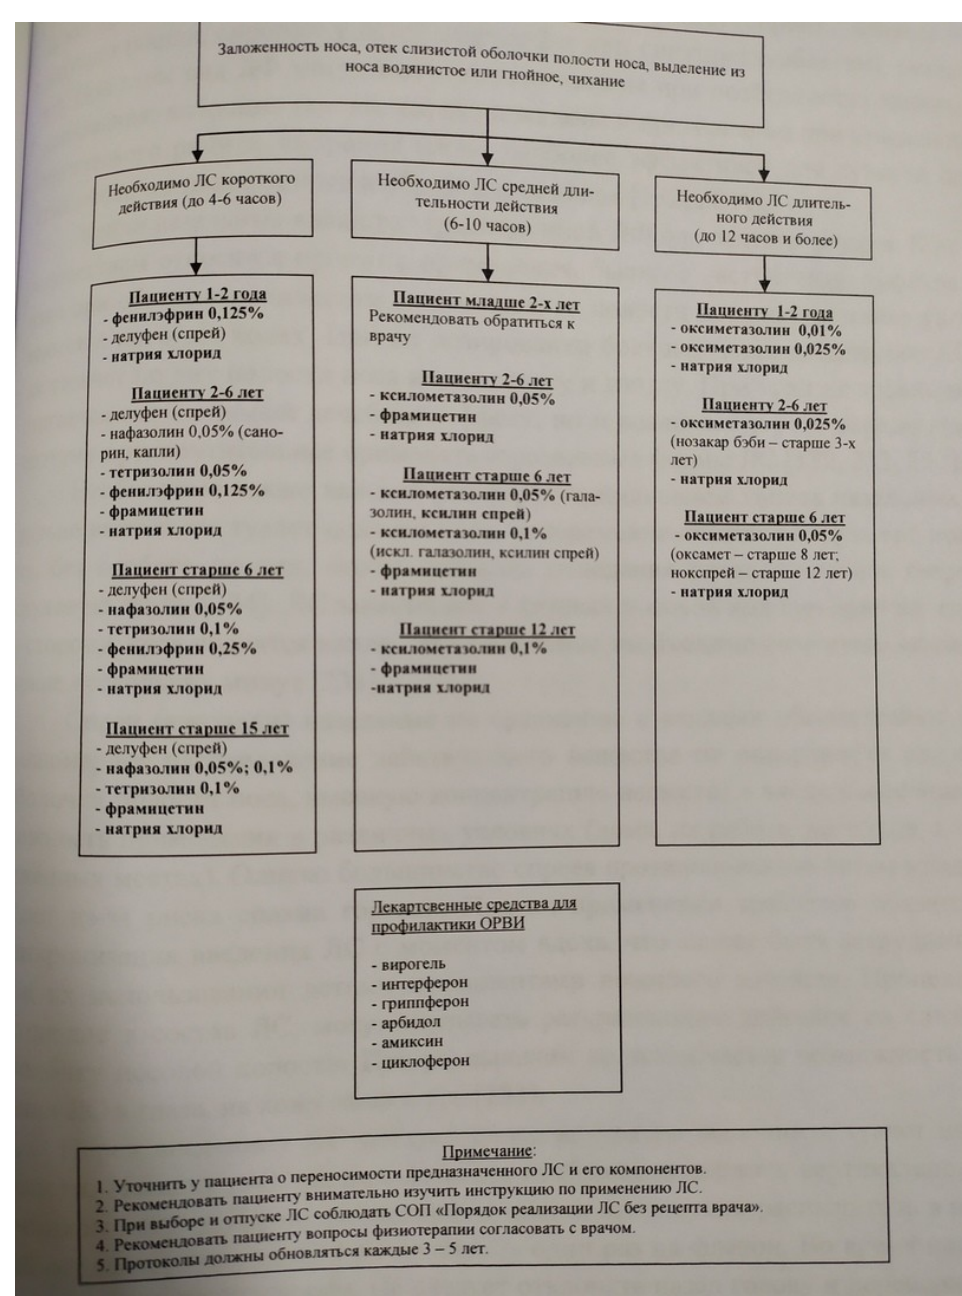 Заложенность носа, отек слизистой оболочки полости носа, выделение из
носа водянистое или гнойное, чихание
Необходимо ЛС короткого
действия (до 4-6 часов)
Необходимо ЛС средней дли-
тельности действия
(6-10 часов)
Необходимо ЛС длитель-
ного действия
(до 12 часов и более)
Пациенту 1-2 года
- фенилэфрин 0,125%
- делуфен (спрей)
- натрия хлорид
Пациенту 2-6 лет
- делуфен (спрей)
- нафазолин 0,05% (сано-
рин, капли)
- тетризолин 0,05%
- фенилэфрин 0,125%
- фрамицетин
- натрия хлорид
Пациент старше 6 лет
- делуфен (спрей)
- нафазолин 0,05%
- тетризолин 0,1%
- фенилэфрин 0,25%
- фрамицетин
- натрия хлорид
Пациент старше 15 лет
- делуфен (спрей)
- нафазолин 0,05%; 0,1%
- тетризолин 0,1%
- фрамицетин
- натрия хлорид
Пациент младше 2-х лет
Рекомендовать обратиться к
врачу
Пациенту 2-6 лет
- ксилометазолин 0,05%
- фрамицетин
- натрия хлорид
Пациент старше 6 лет
- ксилометазолин 0,05% (гала-
золин, ксилин спрей)
- ксилометазолин 0,1%
(искл. галазолин, ксилин спрей)
- фрамицетин
- натрия хлорид
Пациент старше 12 лет
- ксилометазолин 0,1%
- фрамицетин
-натрия хлорид
Пациенту 1-2 года
- оксиметазолин 0,01%
- оксиметазолин 0,025%
- натрия хлорид
Пациенту 2-6 лет
- оксиметазолин 0,025%
(нозакар бэби – старше 3-х
лет)
- натрия хлорид
Пациент старше 6 лет
- оксиметазолин 0,05%
(оксамет – старше 8 лет;
нокспрей – старше 12 лет)
- натрия хлорид
Лекартсвенные средства для
профилактики ОРВИ
- вирогель
- интерферон
- гриппферон
- арбидол
- амиксин
- циклоферон
Примечание:
1. Уточнить у пациента о переносимости предназначенного ЛС и его компонентов.
2. Рекомендовать пациенту внимательно изучить инструкцию по применению ЛС.
3. При выборе и отпуске ЛС соблюдать СОП «Порядок реализации ЛС без рецепта врача».
4. Рекомендовать пациенту вопросы физиотерапии согласовать с врачом.
5. Протоколы должны обновляться каждые 3 – 5 лет.